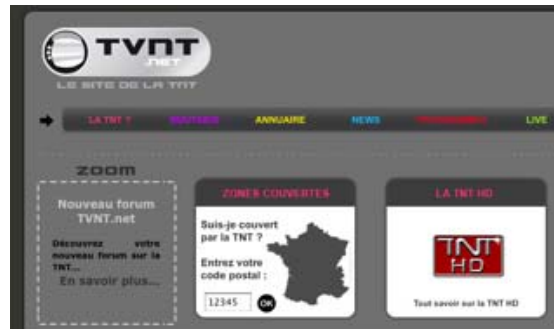 TVNT
.NET
LE SITE DE LA TNT
LA TNT ?
ANNUAIRE
NEWS
LIVE
ZOOM
Nouveau forum
TVNT.net
Découvrez votre
nouveau forum sur la
TNT...
En savoir plus...
ZONES COUVERTES
Suis-je couvert
par la TNT ?
Entrez votre
code postal :
12345 OK
LA TNT HD
TNT
HD
Tout savoir sur la TNT HD